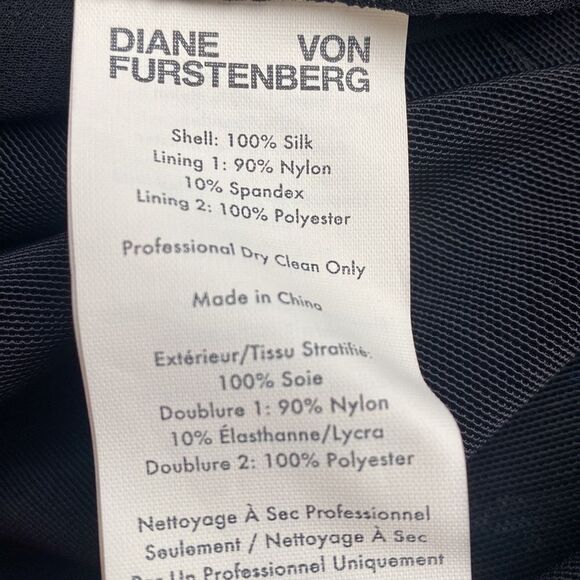 DIANE VON
FURSTENBERG
Shell: 100% Silk
Lining 1: 90% Nylon
10% Spandex
Lining 2: 100% Polyester
Professional Dry Clean Only
Made in China
Extérieur/Tissu Stratifié:
100% Soie
Doublure 1: 90% Nylon
10% Élasthanne/Lycra
Doublure 2: 100% Polyester
Nettoyage À Sec Professionnel
Seulement / Nettoyage À Sec
Par Un Professionnel Uniquement